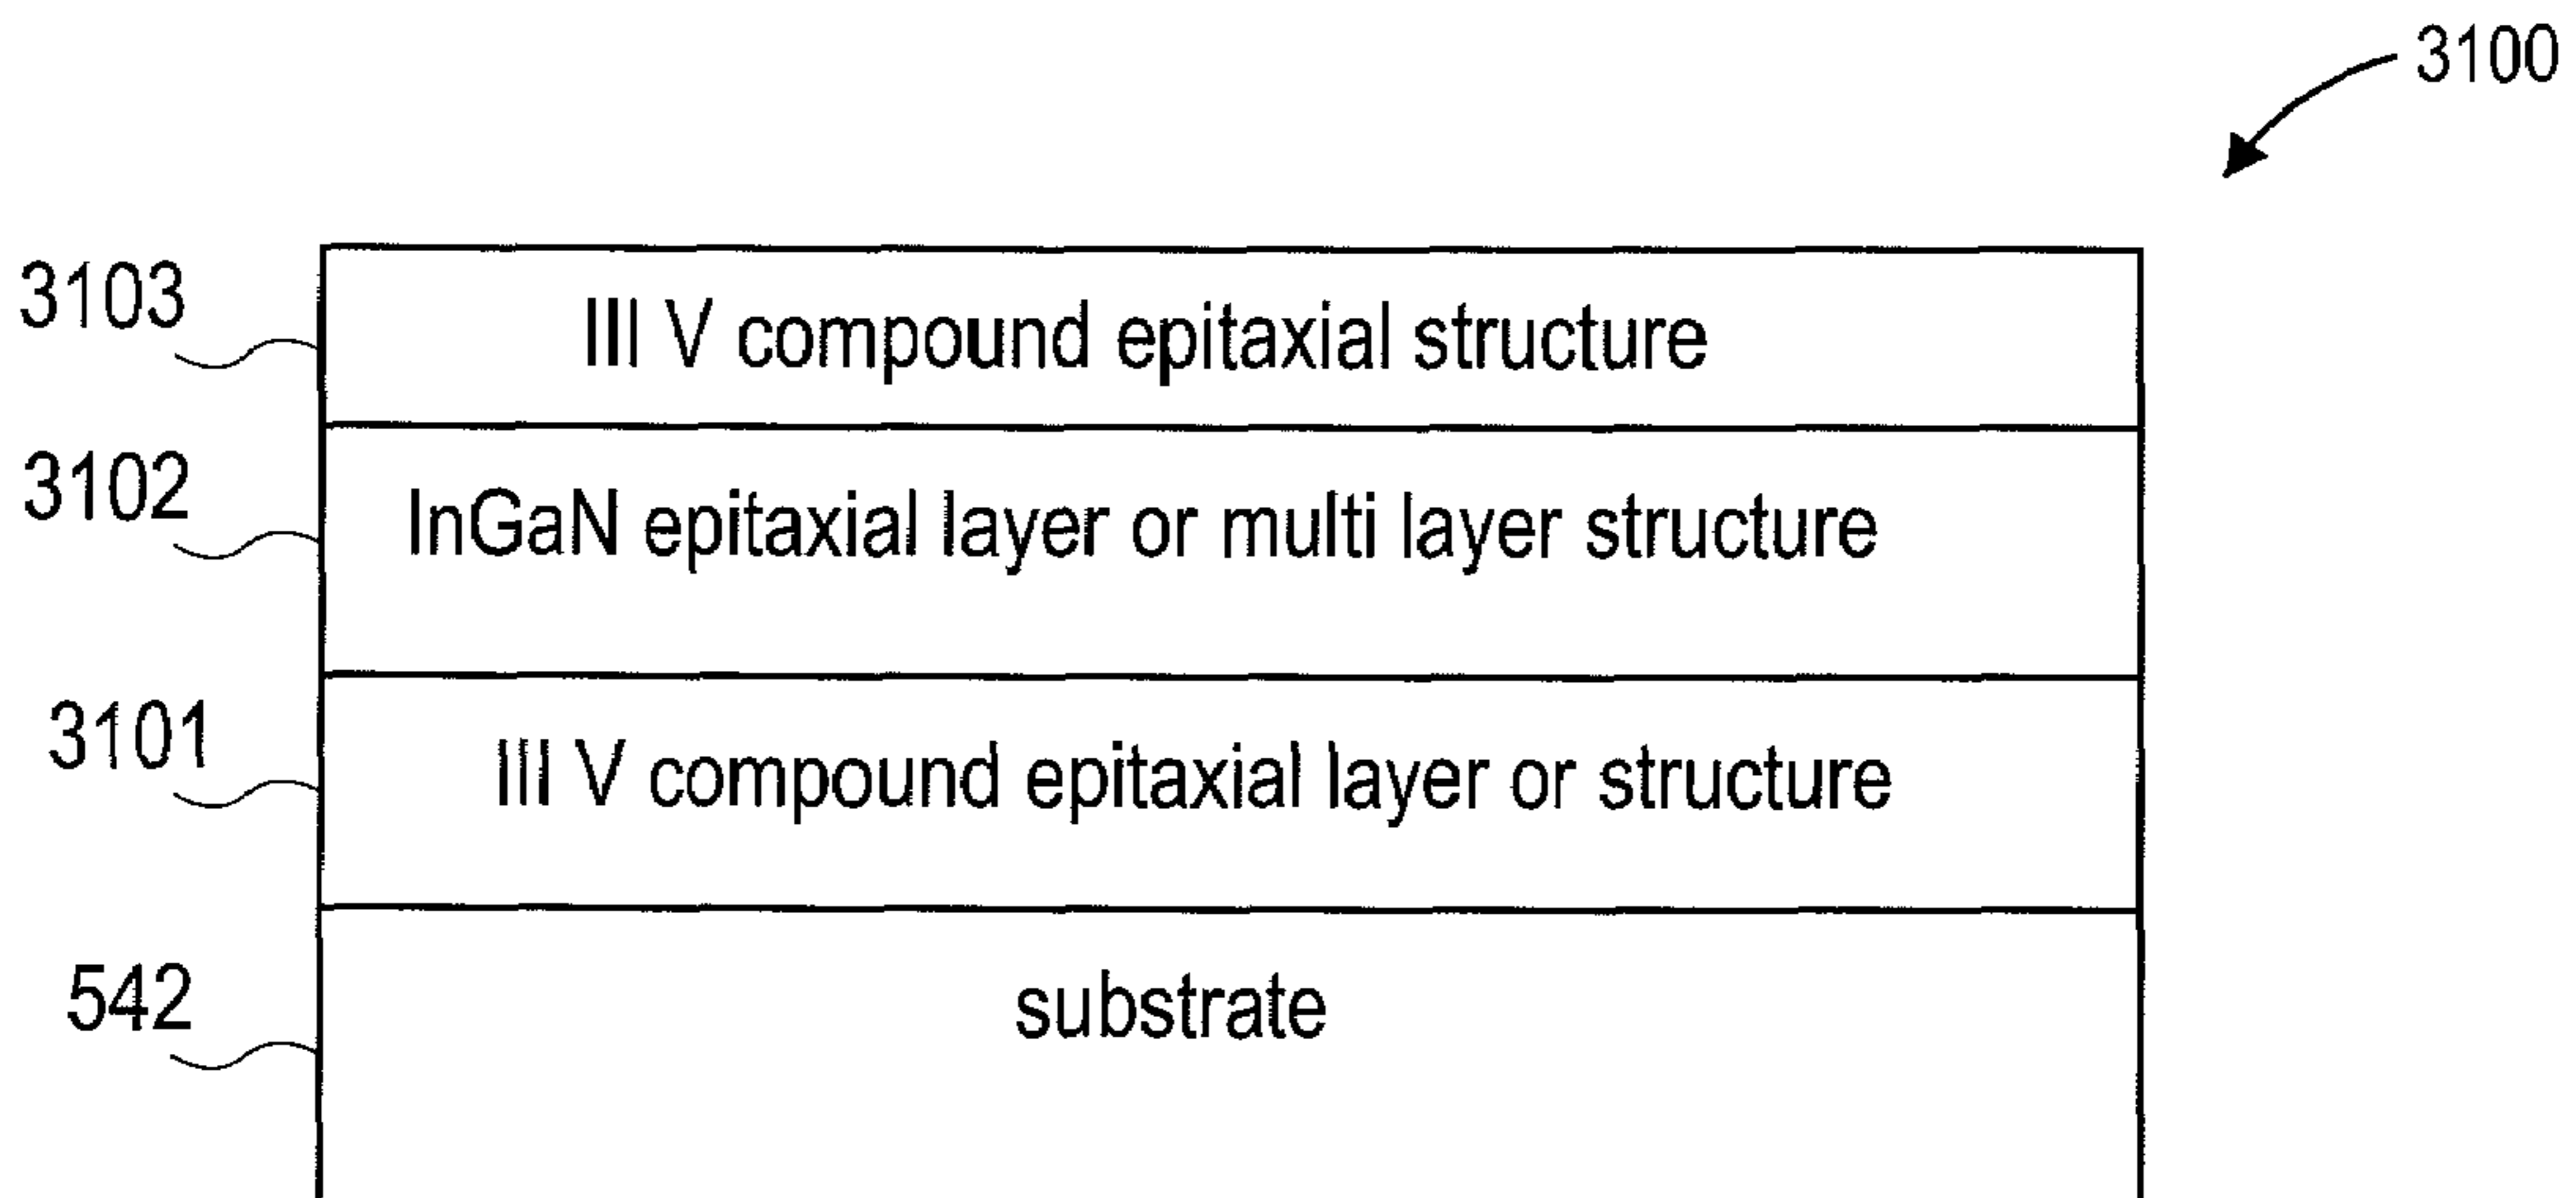 3100
3103
III V compound epitaxial structure
3102
InGaN epitaxial layer or multi layer structure
3101
III V compound epitaxial layer or structure
542
substrate